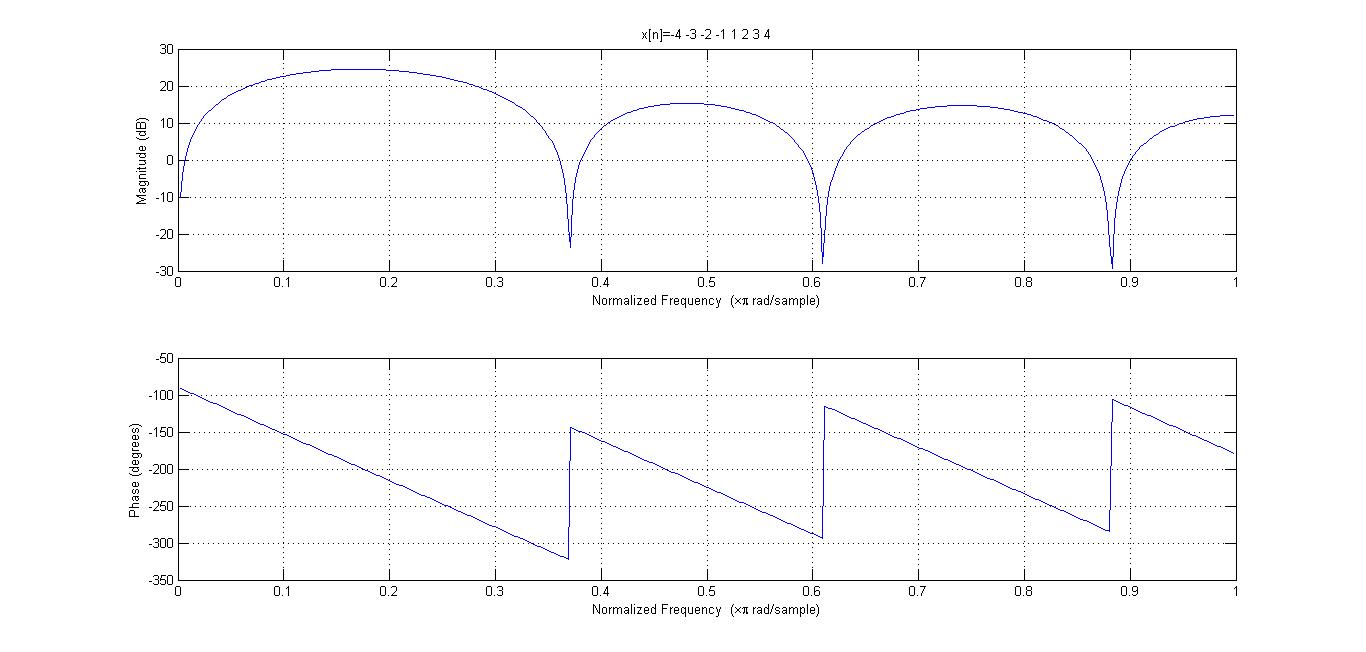 x[n]=-4 -3 -2 -1 1 2 3 4
30
20
10
0
-10
-20
-30
Magnitude (dB)
0 0.1 0.2 0.3 0.4 0.5 0.6 0.7 0.8 0.9 1
Normalized Frequency (×π rad/sample)
-50
-100
-150
-200
-250
-300
-350
Phase (degrees)
0 0.1 0.2 0.3 0.4 0.5 0.6 0.7 0.8 0.9 1
Normalized Frequency (×π rad/sample)